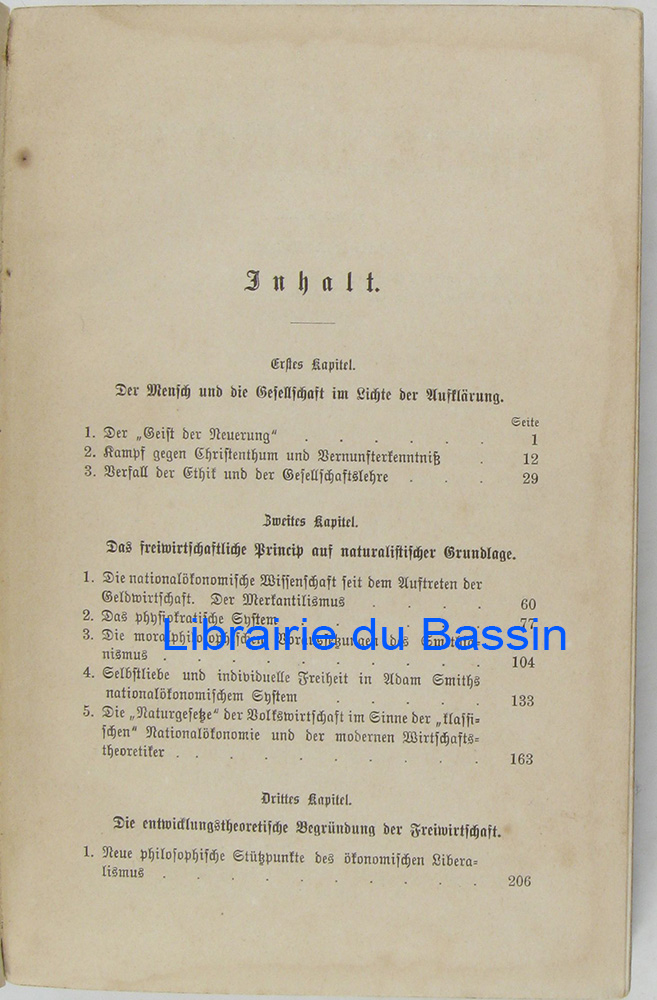 Inhalt.
Erstes Kapitel.
Der Mensch und die Gesellschaft im Lichte der Aufklärung.
Seite
1. Der „Geist der Neuerung“ . . . . . . 1
2. Kampf gegen Christenthum und Vernunfterkenntniß . 12
3. Verfall der Ethik und der Gesellschaftslehre . . . 29
Zweites Kapitel.
Das freiwirtschaftliche Princip auf naturalistischer Grundlage.
1. Die nationalökonomische Wissenschaft seit dem Auftreten der
Geldwirtschaft. Der Merkantilismus . . . . 60
2. Das physiokratische System . . . . . 77
3. Die moralphilosophischen Voraussetzungen des Smithia-
nismus . . . . . . . . . . 104
Librairie du Bassin
4. Selbstliebe und individuelle Freiheit in Adam Smiths
nationalökonomischem System . . . . . 133
5. Die „Naturgesetze“ der Volkswirtschaft im Sinne der „klassi-
schen“ Nationalökonomie und der modernen Wirtschafts-
theoretiker . . . . . . . . . 163
Drittes Kapitel.
Die entwicklungstheoretische Begründung der Freiwirtschaft.
1. Neue philosophische Stützpunkte des ökonomischen Libera-
lismus . . . . . . . . . . 206